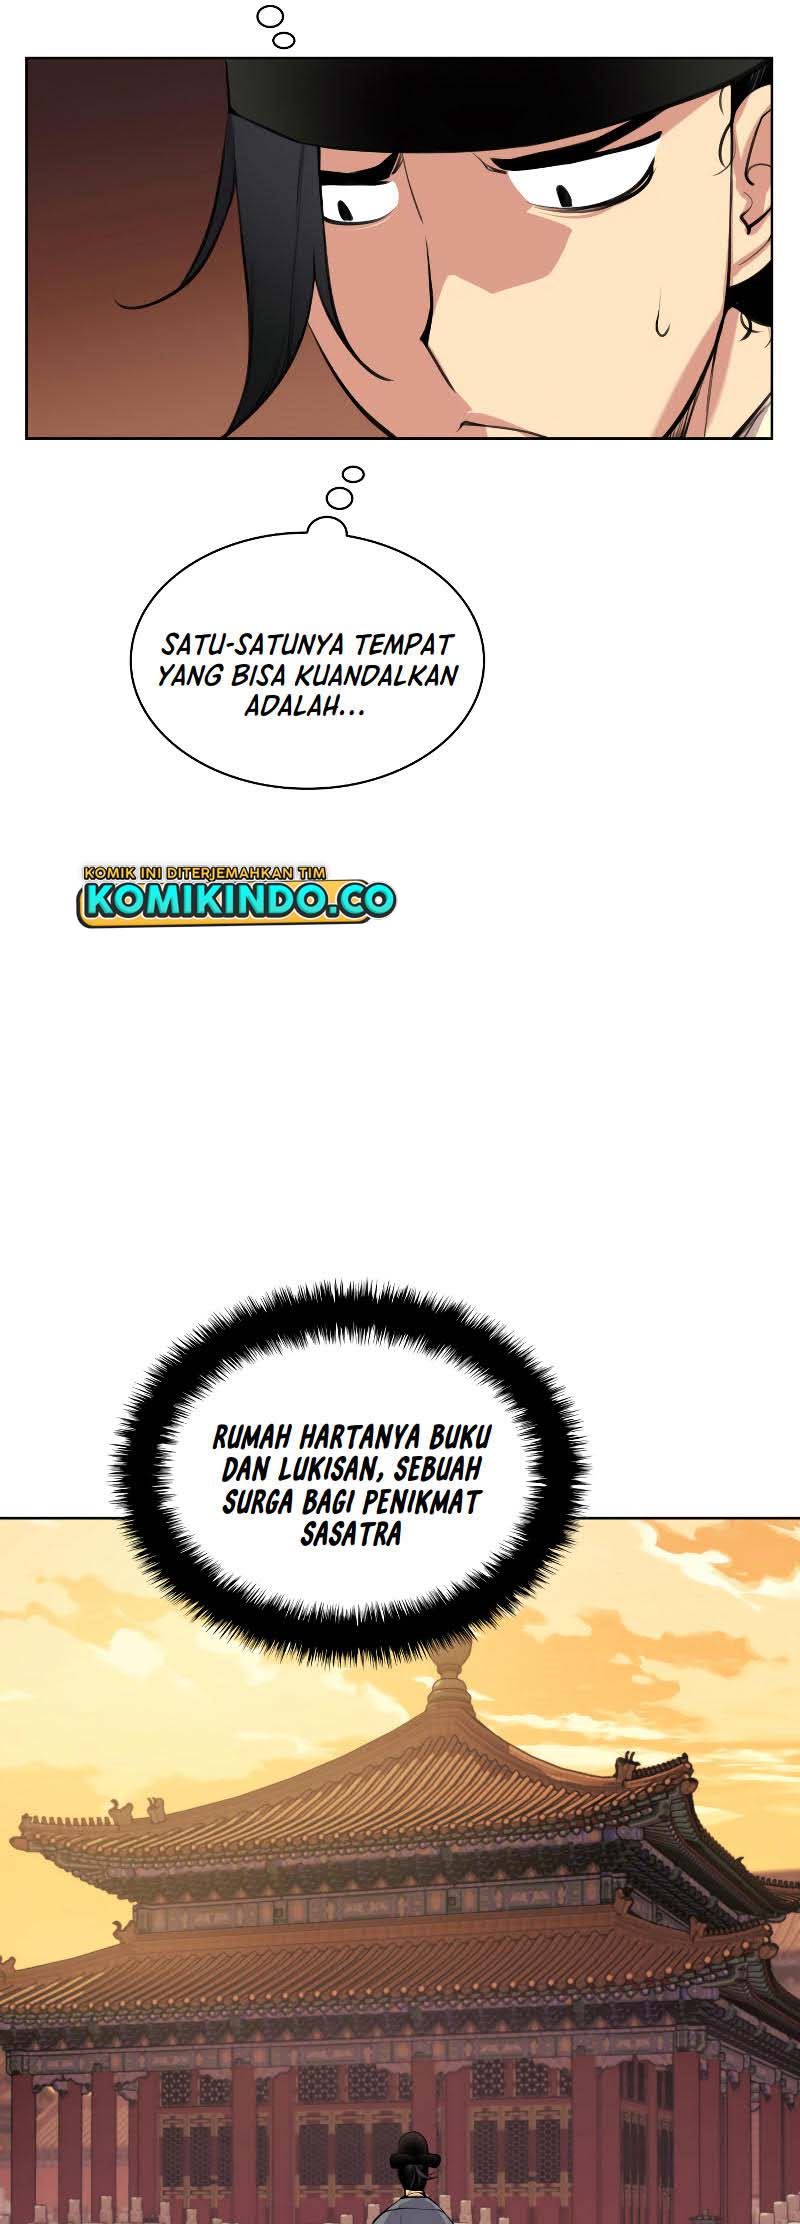 SATU-SATUNYA TEMPAT
YANG BISA KUANDALKAN
ADALAH...
KOMIK INI DITERJEMAHKAN TIM
KOMIKINDO.CO
RUMAH HARTANYA BUKU
DAN LUKISAN, SEBUAH
SURGA BAGI PENIKMAT
SASATRA